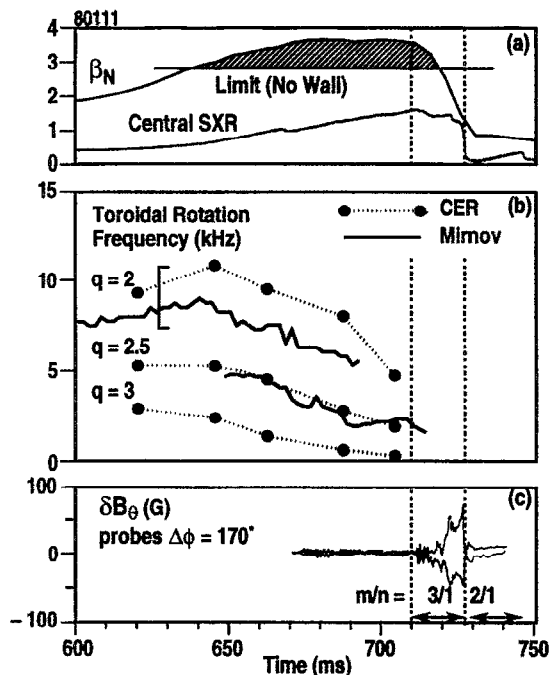 80111
4
(a)
βN
3
Limit (No Wall)
2
Central SXR
1
0
15
Toroidal Rotation
Frequency (kHz)
CER
(b)
Mirnov
10
q = 2
q = 2.5
5
q = 3
0
100
(c)
δBθ (G)
probes Δϕ = 170°
0
m/n = 3/1 2/1
- 100
600 650 700 750
Time (ms)